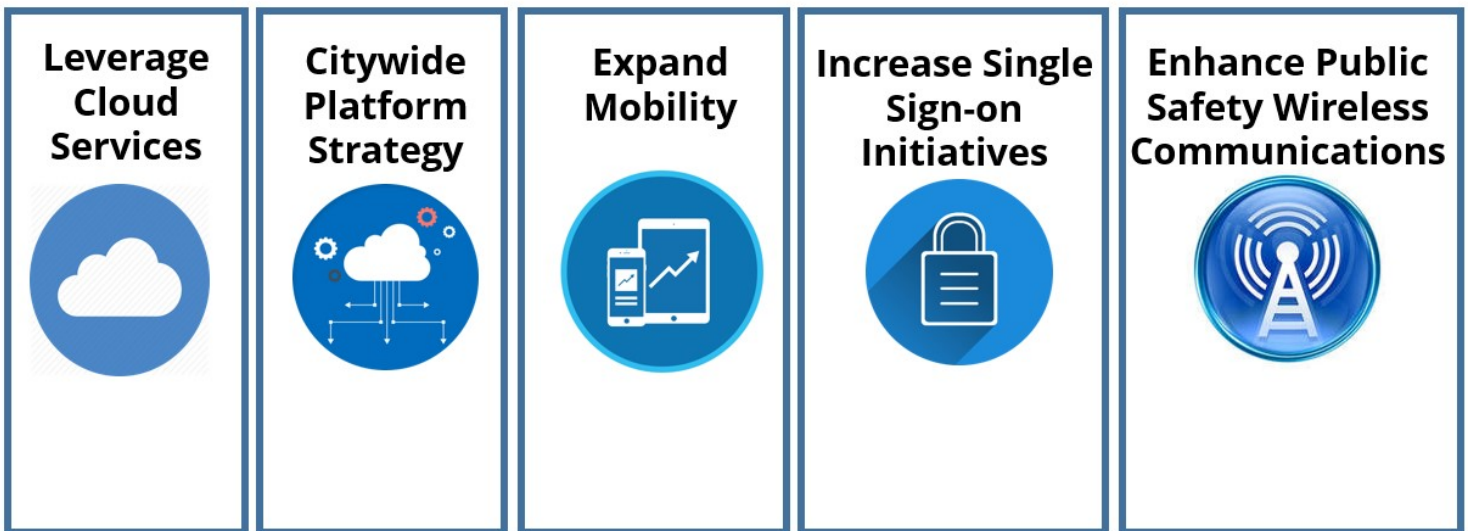 Leverage
Cloud
Services
Citywide
Platform
Strategy
Expand
Mobility
Increase Single
Sign-on
Initiatives
Enhance Public
Safety Wireless
Communications